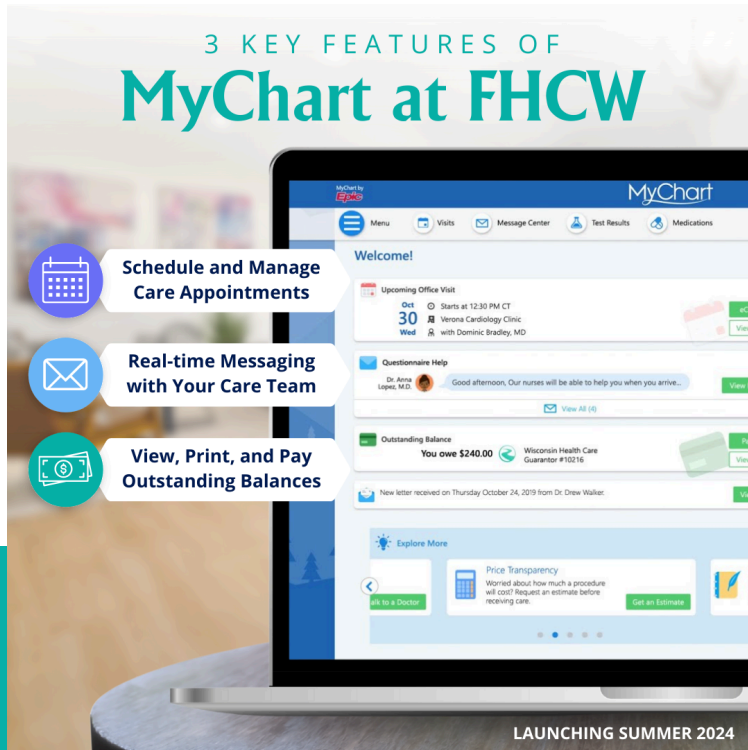 3 KEY FEATURES OF
MyChart at FHCW
MyChart by
Epic
MyChart
Menu
Visits
Message Center
Test Results
Medications
Welcome!
Schedule and Manage
Care Appointments
Upcoming Office Visit
Oct
30
Wed
Starts at 12:30 PM CT
Verona Cardiology Clinic
with Dominic Bradley, MD
Real-time Messaging
with Your Care Team
Questionnaire Help
Dr. Anna
Lopez, M.D.
Good afternoon, Our nurses will be able to help you when you arrive...
View
View All (4)
View, Print, and Pay
Outstanding Balances
Outstanding Balance
You owe $240.00
Wisconsin Health Care
Guarantor #10216
New letter received on Thursday October 24, 2019 from Dr. Drew Walker.
Explore More
alk to a Doctor
Price Transparency
Worried about how much a procedure
will cost? Request an estimate before
receiving care.
Get an Estimate
LAUNCHING SUMMER 2024